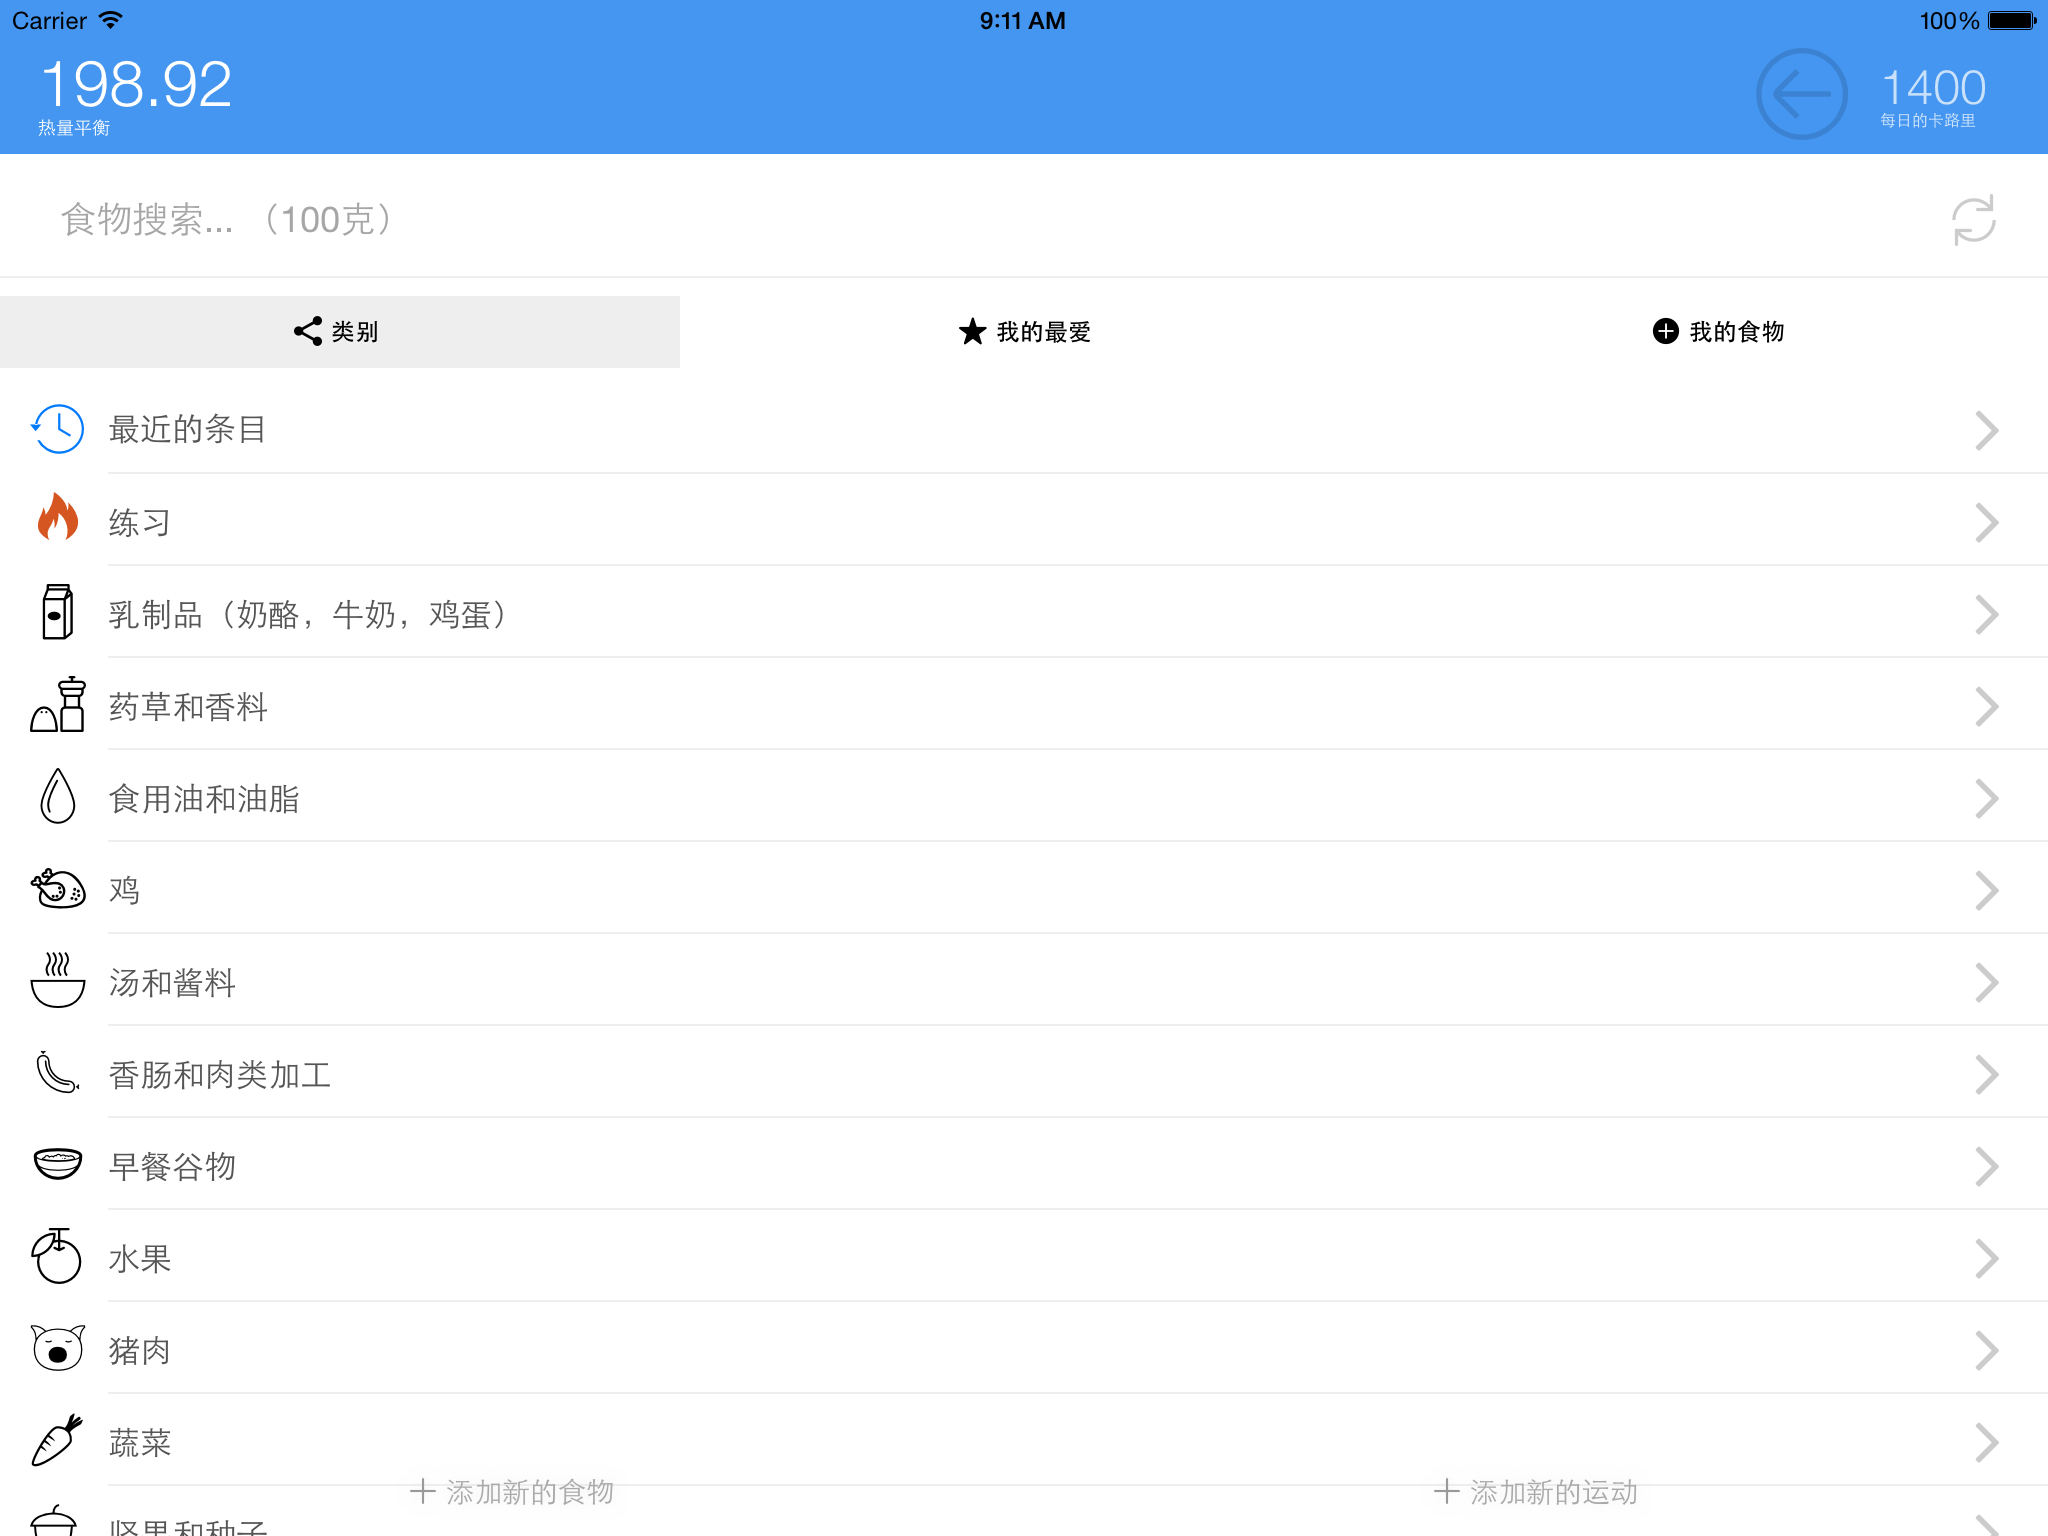 Carrier 9:11 AM 100%
198.92
热量平衡
1400
每日的卡路里
食物搜索... （100克）
类别 我的最爱 我的食物
最近的条目
练习
乳制品（奶酪，牛奶，鸡蛋）
药草和香料
食用油和油脂
鸡
汤和酱料
香肠和肉类加工
早餐谷物
水果
猪肉
蔬菜
添加新的食物 添加新的运动
坚果和种子